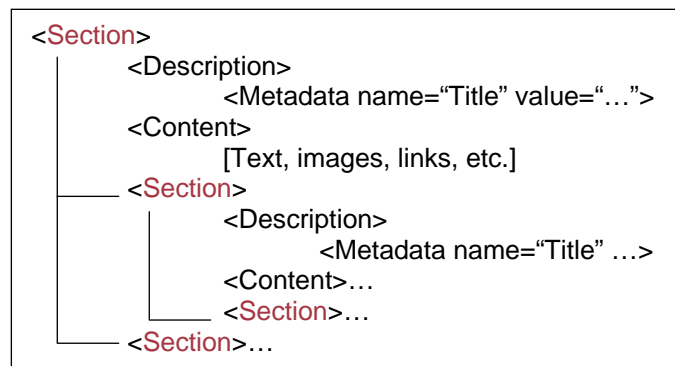 <Section>
<Description>
<Metadata name=“Title” value=“…”>
<Content>
[Text, images, links, etc.]
<Section>
<Description>
<Metadata name=“Title” …>
<Content>…
<Section>…
<Section>…